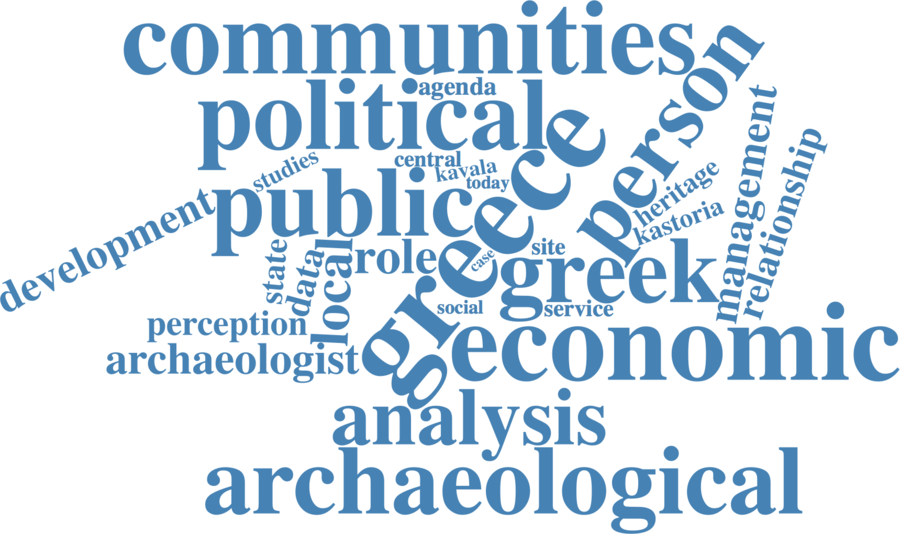 communities
person
agenda
political
management
relationship
central
studies
kavala
today
greece
heritage
kastoria
public
development
role
case
site
state
data
local
greek
social
service
perception
archaeologist
economic
analysis
archaeological